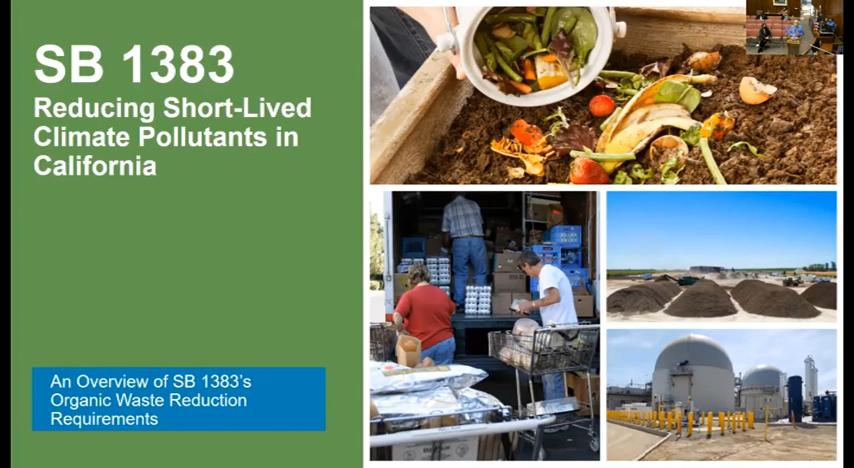 SB 1383
Reducing Short-Lived
Climate Pollutants in
California
An Overview of SB 1383's
Organic Waste Reduction
Requirements